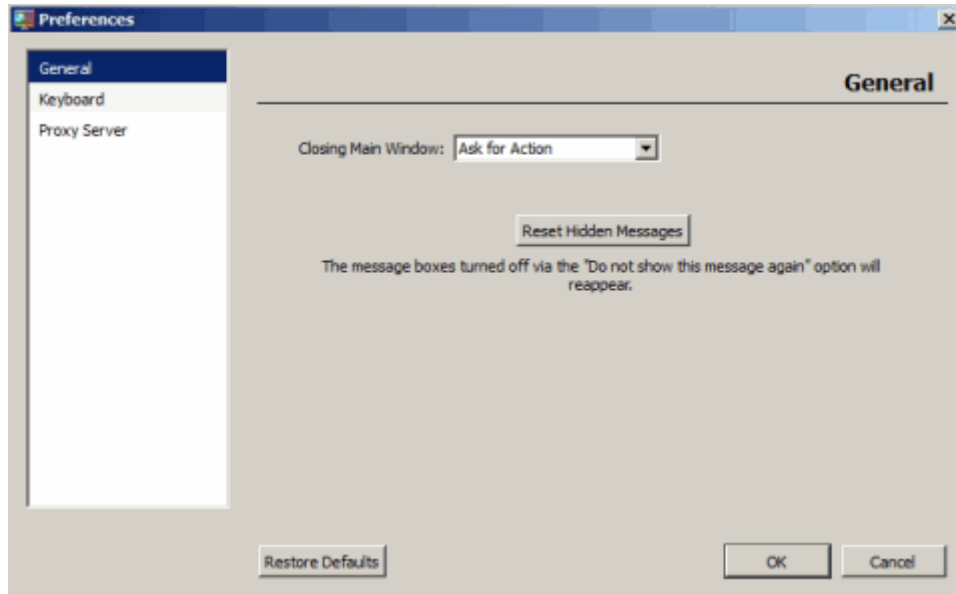 Preferences
General
Keyboard
Proxy Server
General
Closing Main Window: Ask for Action
Reset Hidden Messages
The message boxes turned off via the "Do not show this message again" option will
reappear.
Restore Defaults
OK
Cancel